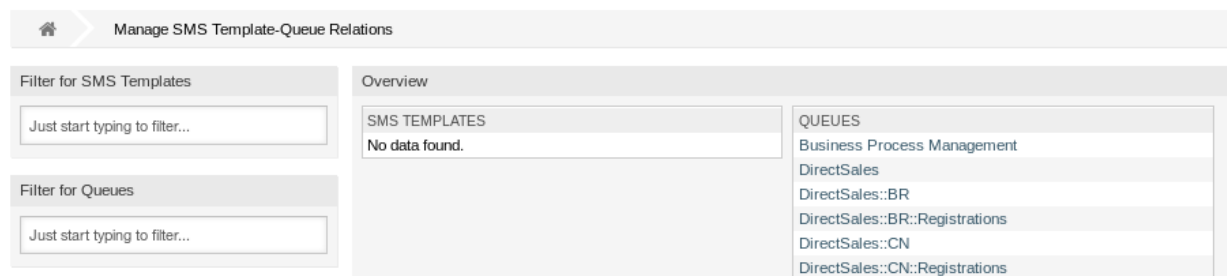 Manage SMS Template-Queue Relations
Filter for SMS Templates
Just start typing to filter...
Filter for Queues
Just start typing to filter...
Overview
SMS TEMPLATES
No data found.
QUEUES
Business Process Management
DirectSales
DirectSales::BR
DirectSales::BR::Registrations
DirectSales::CN
DirectSales::CN::Registrations